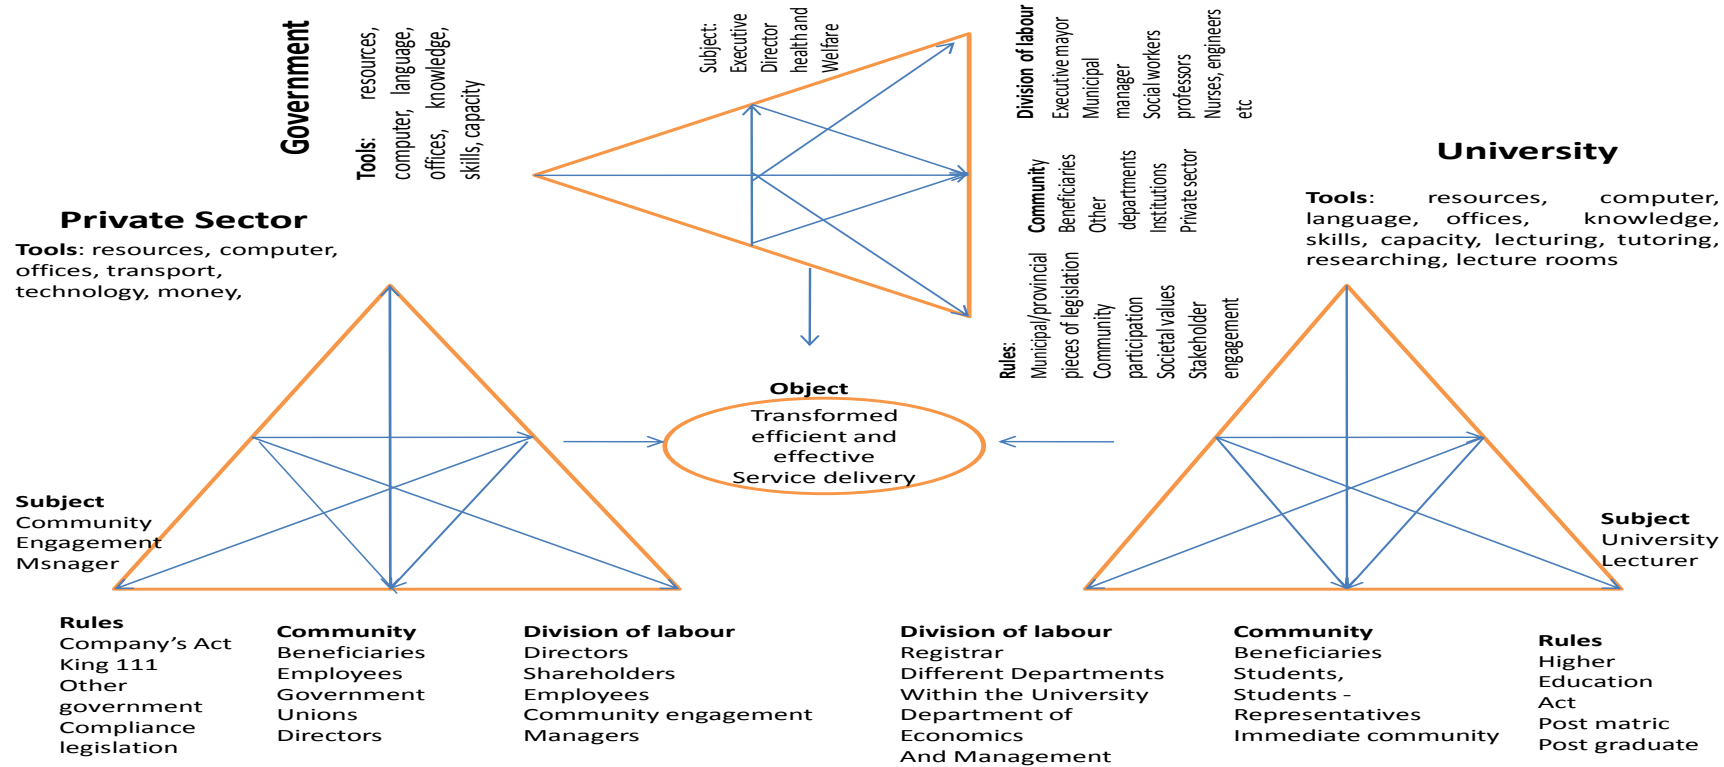 Government
Tools: resources,
computer, language,
offices, knowledge,
skills, capacity
Subject:
Executive
Director
health and
Welfare
Division of labour
Executive mayor
Municipal
manager
Social workers
professors
Nurses, engineers
etc
Community
Beneficiaries
Other
departments
Institutions
Private sector
Rules:
Municipal/provincial
pieces of legislation
Community
participation
Societal values
Stakeholder
engagement
University
Tools: resources, computer,
language, offices, knowledge,
skills, capacity, lecturing, tutoring,
researching, lecture rooms
Private Sector
Tools: resources, computer,
offices, transport,
technology, money,
Object
Transformed
efficient and
effective
Service delivery
Subject
Community
Engagement
Msnager
Subject
University
Lecturer
Rules
Company’s Act
King 111
Other
government
Compliance
legislation
Community
Beneficiaries
Employees
Government
Unions
Directors
Division of labour
Directors
Shareholders
Employees
Community engagement
Managers
Division of labour
Registrar
Different Departments
Within the University
Department of
Economics
And Management
Community
Beneficiaries
Students,
Students -
Representatives
Immediate community
Rules
Higher
Education
Act
Post matric
Post graduate